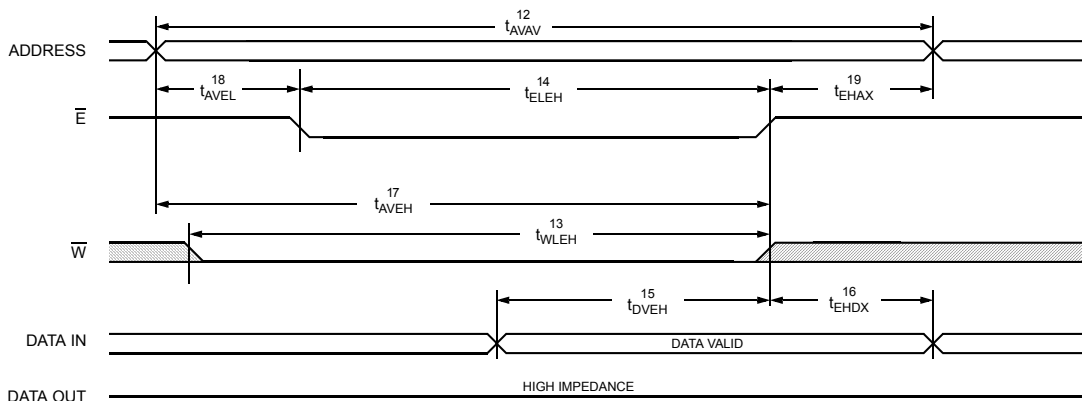 12
tAVAV
ADDRESS
18
tAVEL
14
tELEH
19
tEHAX
E
17
tAVEH
13
tWLEH
W
15
tDVEH
16
tEHDX
DATA IN
DATA VALID
HIGH IMPEDANCE
DATA OUT